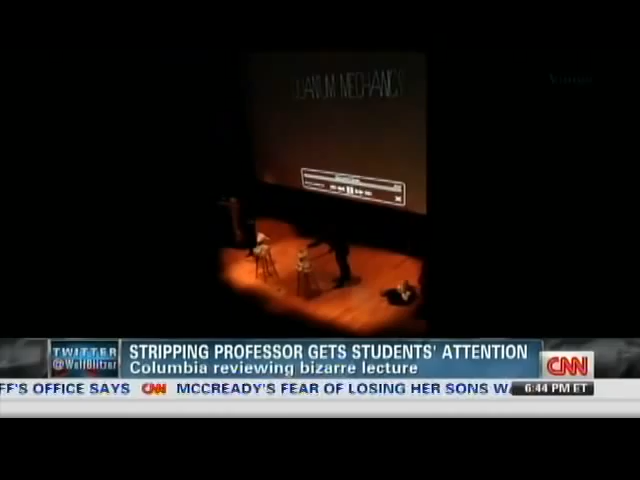 QUANTUM MECHANICS
TWITTER
@WolfBlitzer
STRIPPING PROFESSOR GETS STUDENTS' ATTENTION
Columbia reviewing bizarre lecture
CNN
FF'S OFFICE SAYS CNN MCCREADY'S FEAR OF LOSING HER SONS WA
6:44 PM ET